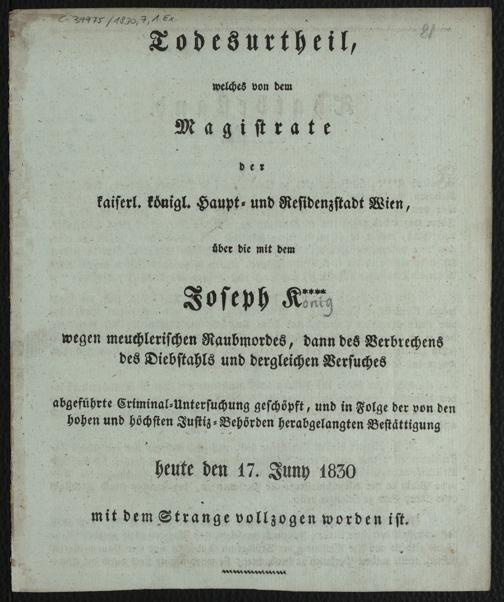 C-39975/1830,7,1.Ex.
21
Todesurtheil,
welches von dem
Magistrate
der
kaiserl. königl. Haupt- und Residenzstadt Wien,
über die mit dem
Joseph K****
önig
wegen meuchlerischen Raubmordes, dann des Verbrechens
des Diebstahls und dergleichen Versuches
abgeführte Criminal-Untersuchung geschöpft, und in Folge der von den
hohen und höchsten Justiz-Behörden herabgelangten Bestättigung
heute den 17. Juny 1830
mit dem Strange vollzogen worden ist.